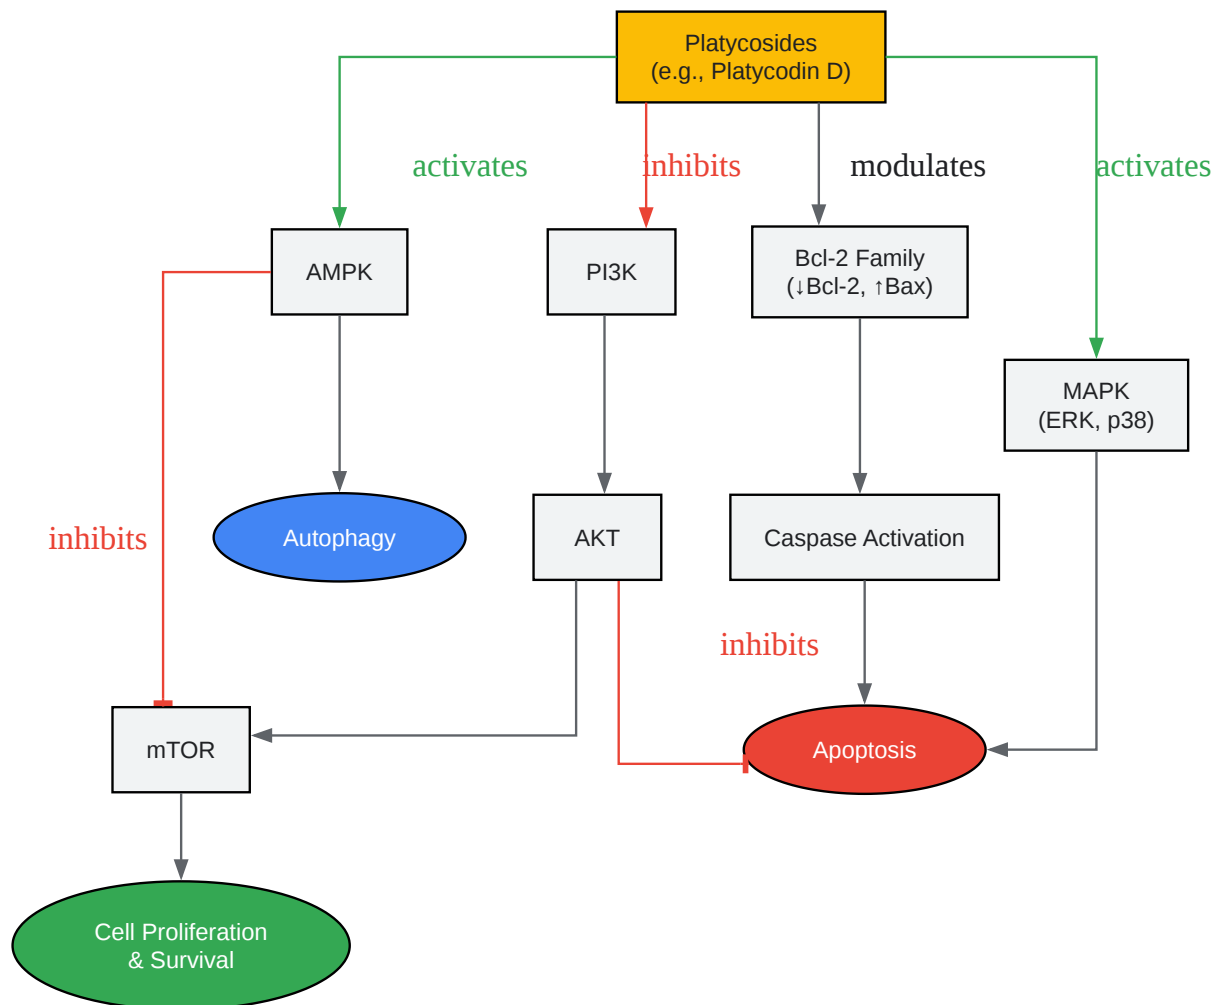 Platycosides
(e.g., Platycodin D)
activates
inhibits
modulates
activates
AMPK
PI3K
Bcl-2 Family
(↓Bcl-2, ↑Bax)
MAPK
(ERK, p38)
inhibits
Autophagy
AKT
Caspase Activation
inhibits
mTOR
Apoptosis
Cell Proliferation
& Survival